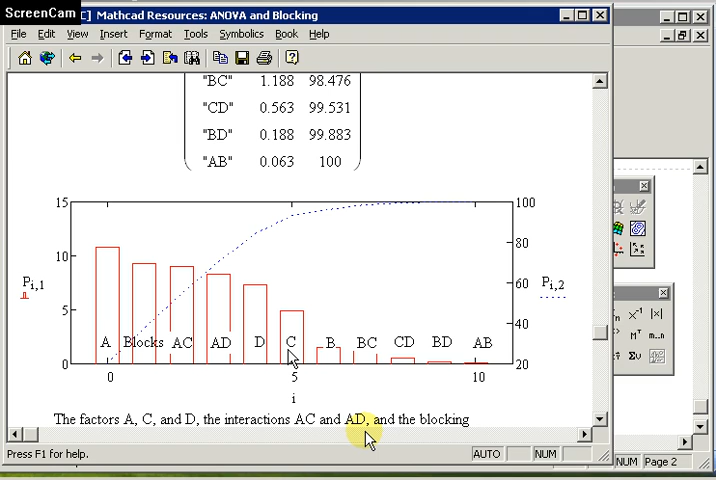 ScreenCam
C] Mathcad Resources: ANOVA and Blocking
File Edit View Insert Format Tools Symbolics Book Help
"BC" 1.188 98.476
"CD" 0.563 99.531
"BD" 0.188 99.883
"AB" 0.063 100
15 100
10 80
Pi,1 60 Pi,2
5 40
A Blocks AC AD D C B BC CD BD AB
0 20
0 5 10
i
The factors A, C, and D, the interactions AC and AD, and the blocking
Press F1 for help. AUTO NUM
NUM Page 2